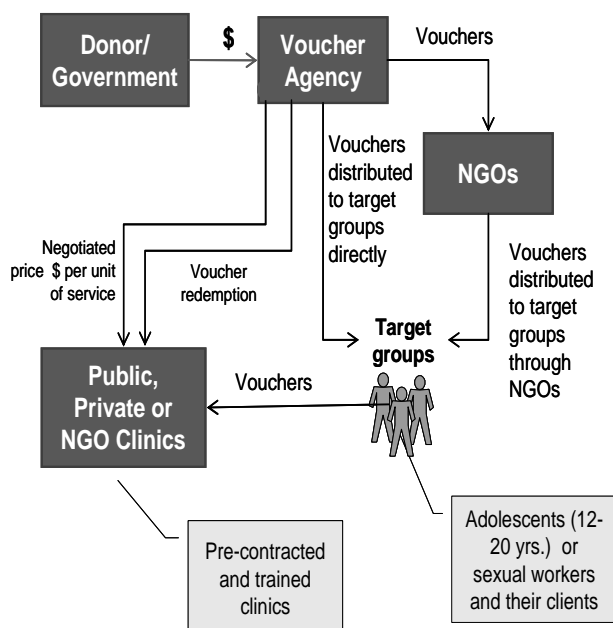 Donor/
Government
$
Voucher
Agency
Vouchers
NGOs
Vouchers
distributed
to target
groups
directly
Negotiated
price $ per unit
of service
Voucher
redemption
Vouchers
distributed
to target
groups
through
NGOs
Target
groups
Public,
Private or
NGO Clinics
Vouchers
Pre-contracted
and trained
clinics
Adolescents (12-
20 yrs.) or
sexual workers
and their clients